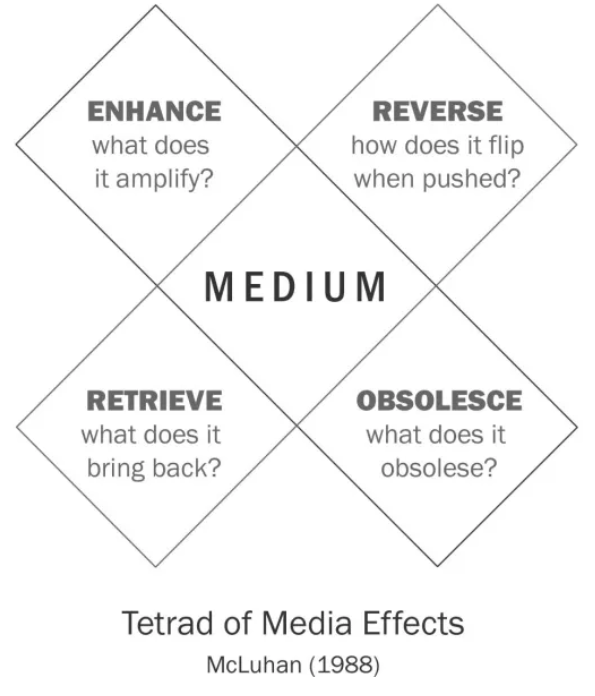 ENHANCE
what does
it amplify?
REVERSE
how does it flip
when pushed?
MEDIUM
RETRIEVE
what does it
bring back?
OBSOLESCE
what does it
obsolese?
Tetrad of Media Effects
McLuhan (1988)